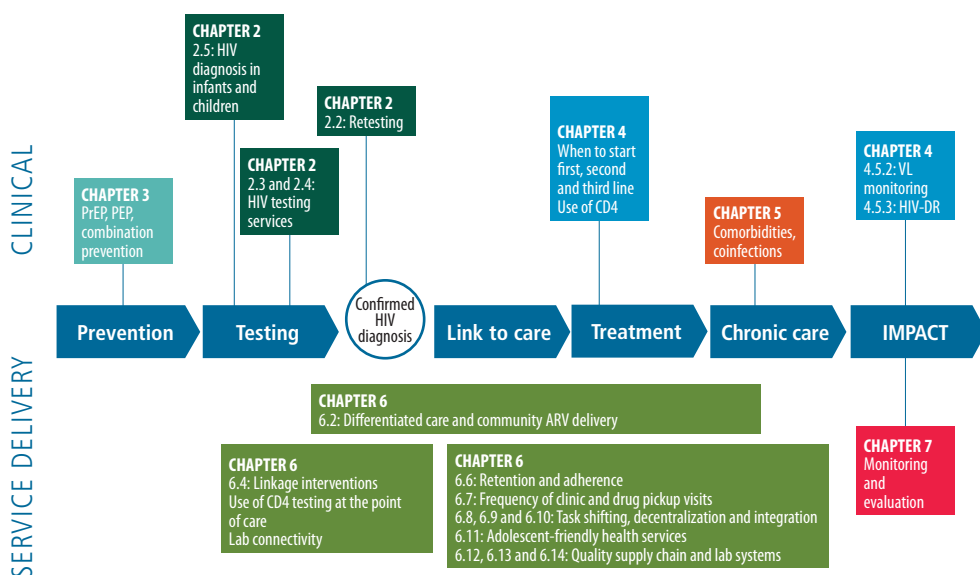 CLINICAL
CHAPTER 3
PrEP, PEP,
combination
prevention
CHAPTER 2
2.5: HIV
diagnosis in
infants and
children
CHAPTER 2
2.3 and 2.4:
HIV testing
services
CHAPTER 2
2.2: Retesting
CHAPTER 4
When to start
first, second
and third line
Use of CD4
CHAPTER 5
Comorbidities,
coinfections
CHAPTER 4
4.5.2: VL
monitoring
4.5.3: HIV-DR
Prevention
Testing
Confirmed
HIV
diagnosis
Link to care
Treatment
Chronic care
IMPACT
SERVICE DELIVERY
CHAPTER 6
6.2: Differentiated care and community ARV delivery
CHAPTER 6
6.4: Linkage interventions
Use of CD4 testing at the point
of care
Lab connectivity
CHAPTER 6
6.6: Retention and adherence
6.7: Frequency of clinic and drug pickup visits
6.8, 6.9 and 6.10: Task shifting, decentralization and integration
6.11: Adolescent-friendly health services
6.12, 6.13 and 6.14: Quality supply chain and lab systems
CHAPTER 7
Monitoring
and
evaluation